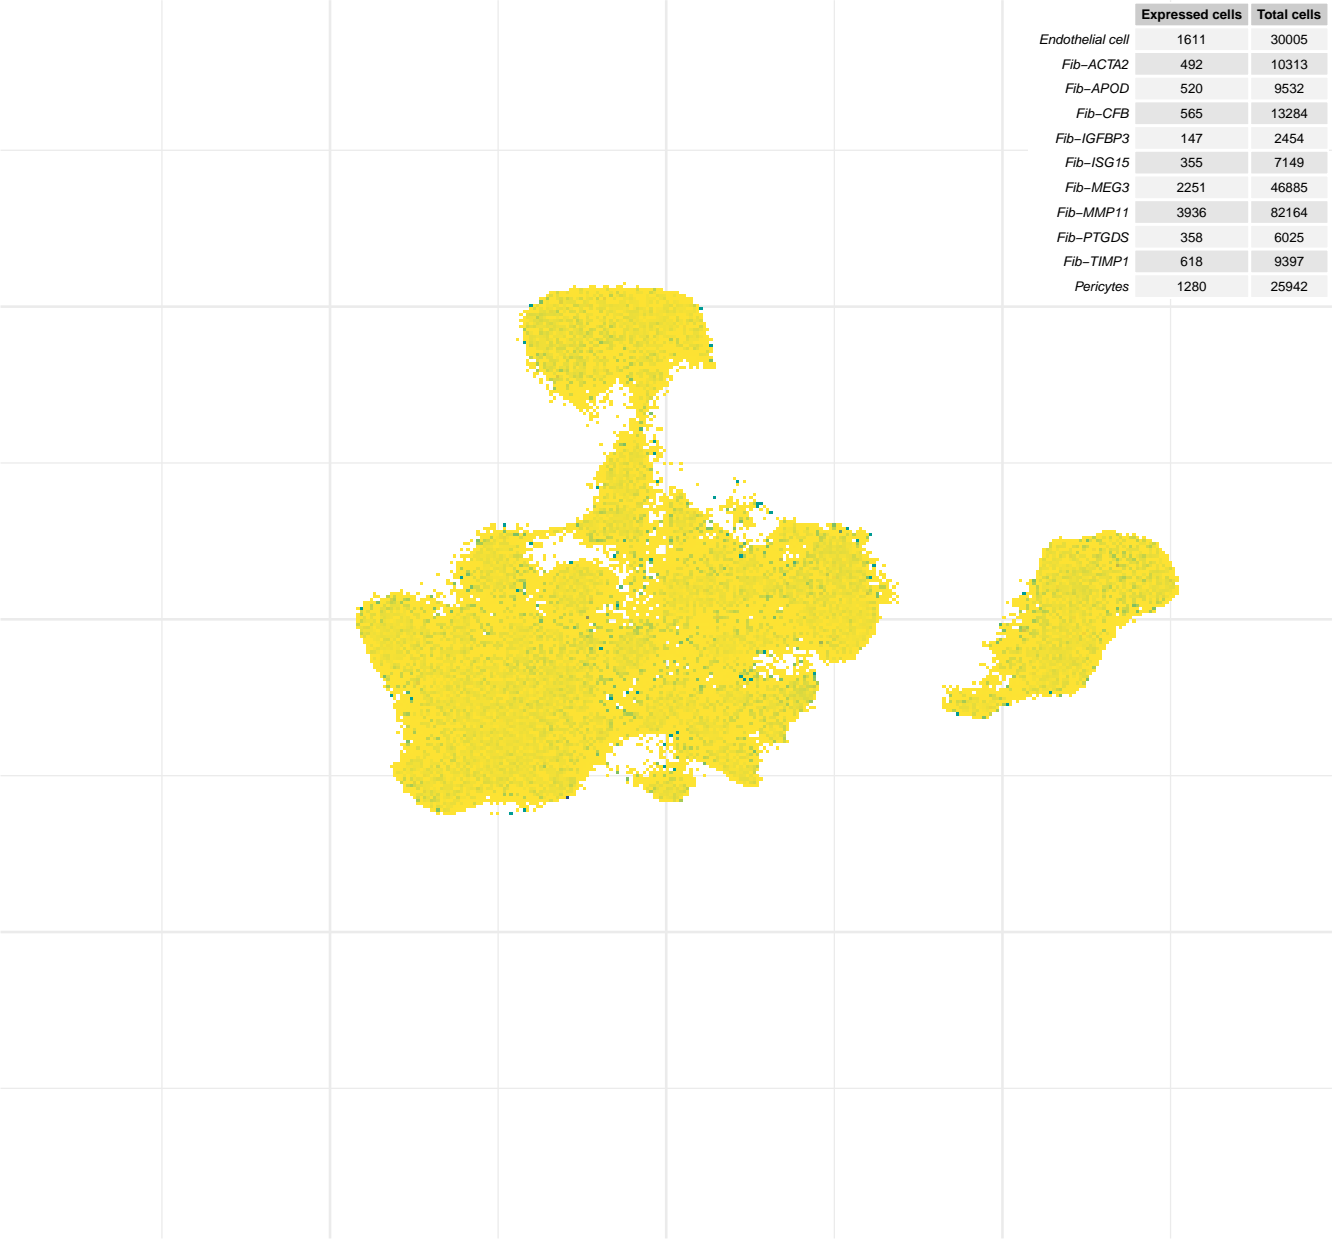 Expressed cells Total cells
Endothelial cell 1611 30005
Fib−ACTA2 492 10313
Fib−APOD 520 9532
Fib−CFB 565 13284
Fib−IGFBP3 147 2454
Fib−ISG15 355 7149
Fib−MEG3 2251 46885
Fib−MMP11 3936 82164
Fib−PTGDS 358 6025
Fib−TIMP1 618 9397
Pericytes 1280 25942